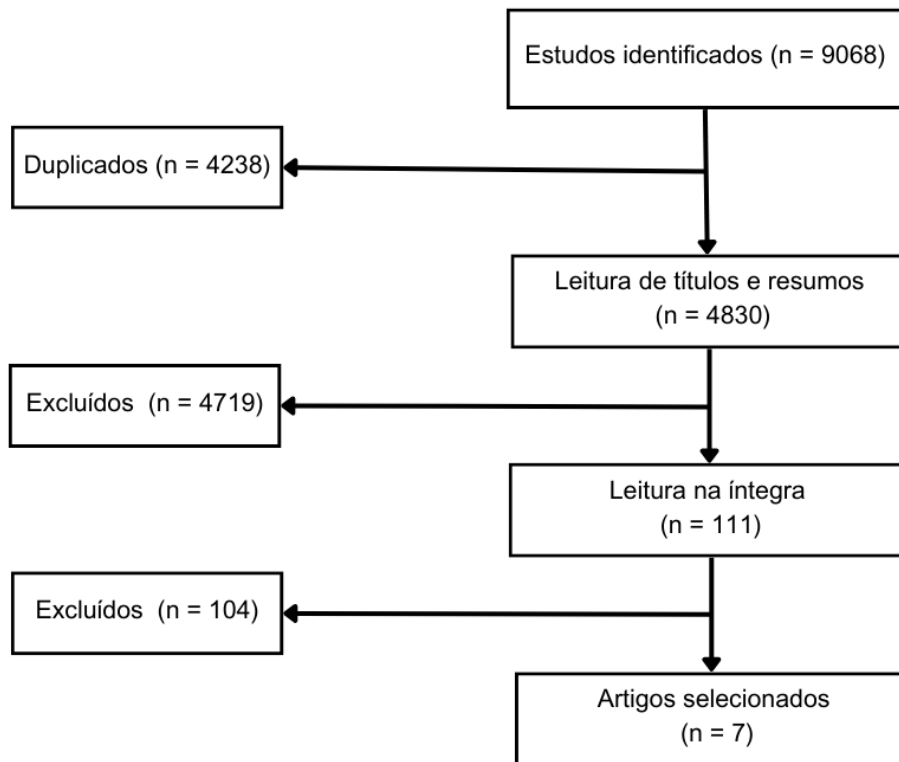 Estudos identificados (n = 9068)
Duplicados (n = 4238)
Leitura de títulos e resumos
(n = 4830)
Excluídos (n = 4719)
Leitura na íntegra
(n = 111)
Excluídos (n = 104)
Artigos selecionados
(n = 7)